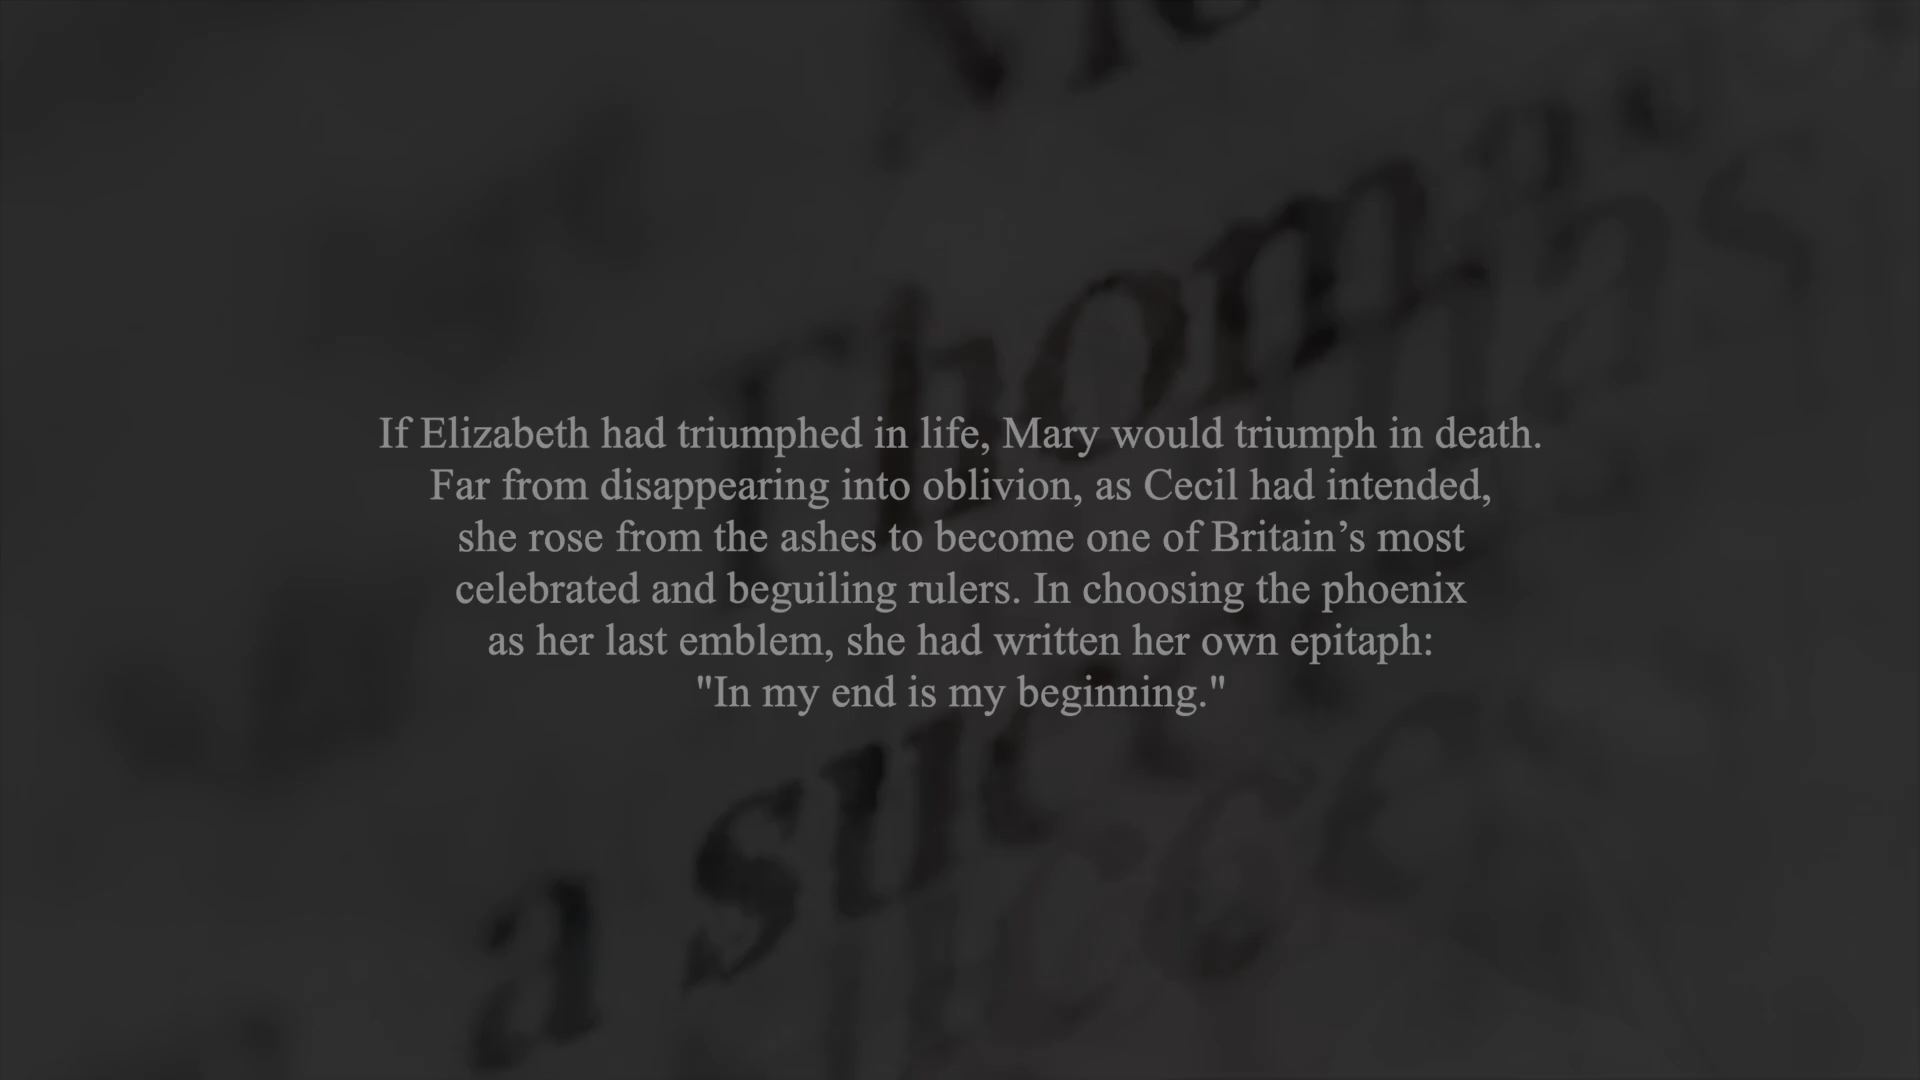 If Elizabeth had triumphed in life, Mary would triumph in death.
Far from disappearing into oblivion, as Cecil had intended,
she rose from the ashes to become one of Britain’s most
celebrated and beguiling rulers. In choosing the phoenix
as her last emblem, she had written her own epitaph:
"In my end is my beginning."
a suc